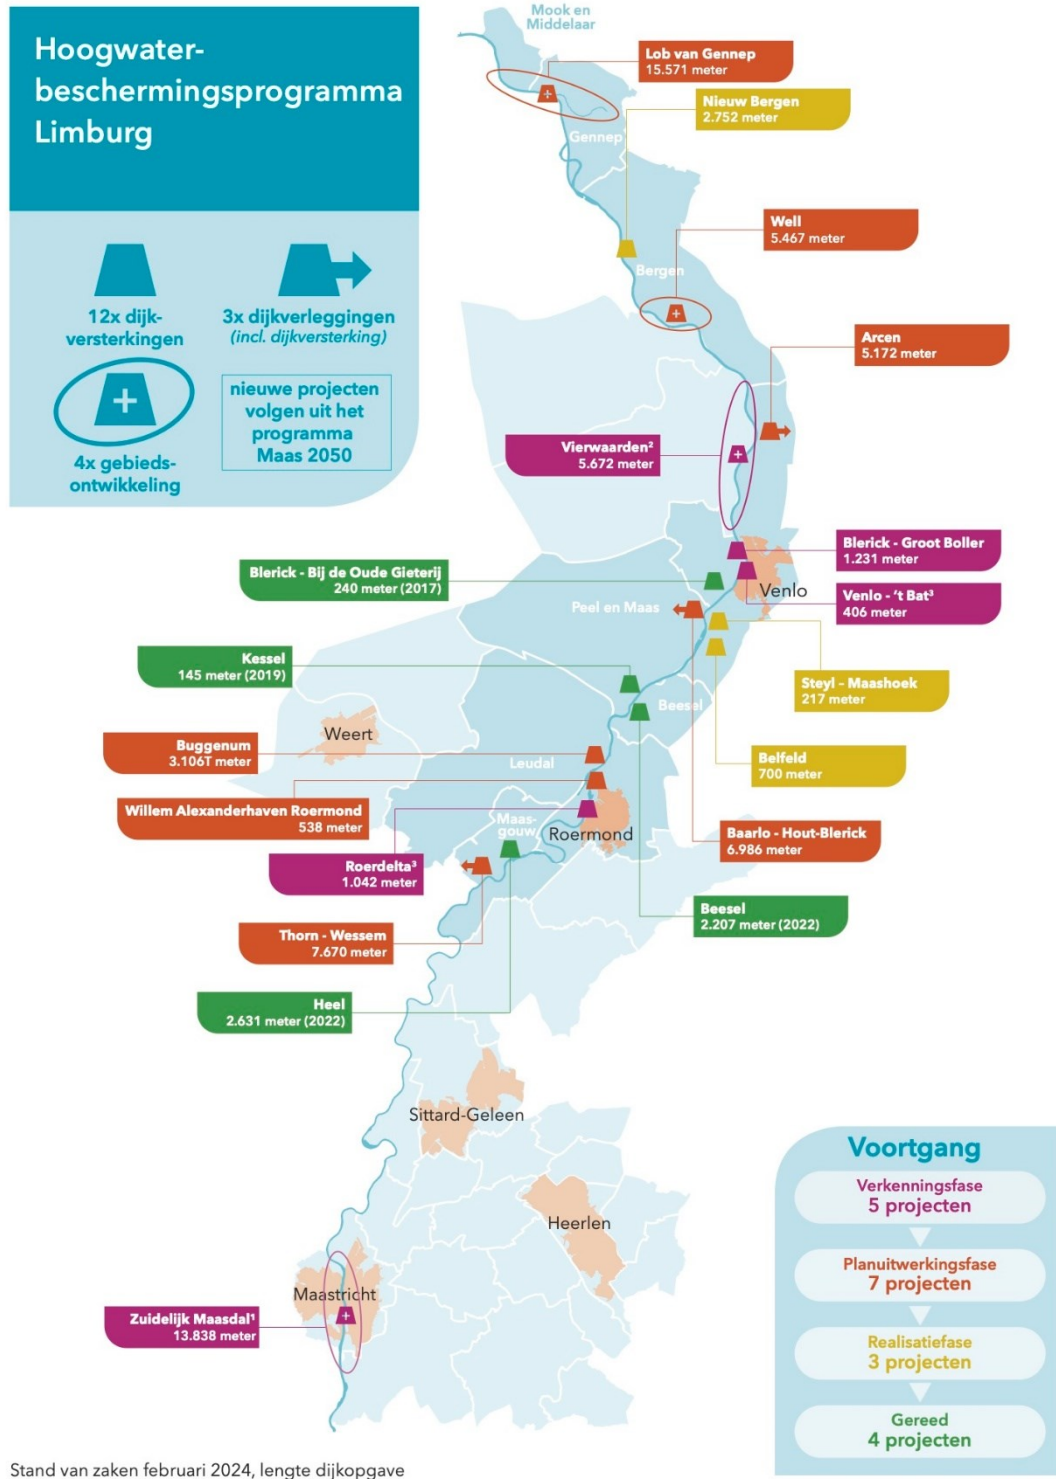 Hoogwater-
beschermingsprogramma
Limburg
12x dijk-
versterkingen
3x dijkverleggingen
(incl. dijkversterking)
4x gebieds-
ontwikkeling
nieuwe projecten
volgen uit het
programma
Maas 2050
Mook en
Middelaar
Lob van Gennep
15.571 meter
Nieuw Bergen
2.752 meter
Gennep
Well
5.467 meter
Bergen
Arcen
5.172 meter
Vierwaarden²
5.672 meter
Blerick - Groot Boller
1.231 meter
Blerick - Bij de Oude Gieterij
240 meter (2017)
Venlo
Venlo - ‘t Bat³
406 meter
Peel en Maas
Kessel
145 meter (2019)
Steyl – Maashoek
217 meter
Beesel
Weert
Buggenum
3.106T meter
Leudal
Belfeld
700 meter
Willem Alexanderhaven Roermond
538 meter
Maas-
gouw
Roermond
Baarlo - Hout-Blerick
6.986 meter
Roerdelta³
1.042 meter
Beesel
2.207 meter (2022)
Thorn - Wessem
7.670 meter
Heel
2.631 meter (2022)
Sittard-Geleen
Heerlen
Maastricht
Zuidelijk Maasdal¹
13.838 meter
Voortgang
Verkenningsfase
5 projecten
Planuitwerkingsfase
7 projecten
Realisatiefase
3 projecten
Gereed
4 projecten
Stand van zaken februari 2024, lengte dijkopgave